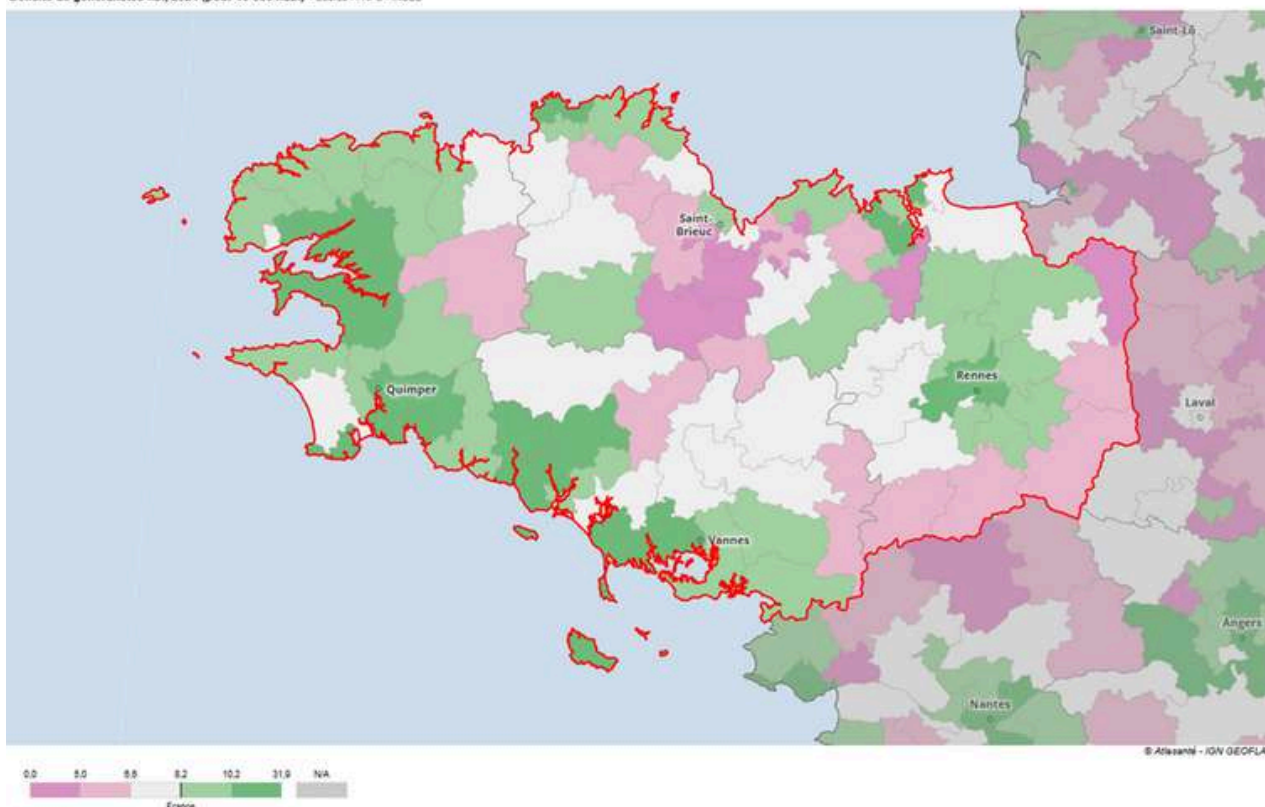 Saint-Lô
Saint-
Brieuc
Quimper
Rennes
Laval
Vannes
Angers
Nantes
© Atlasanté - IGN GEOFLA
0,0 5,0 6,6 8,2 10,2 31,9 N/A
France